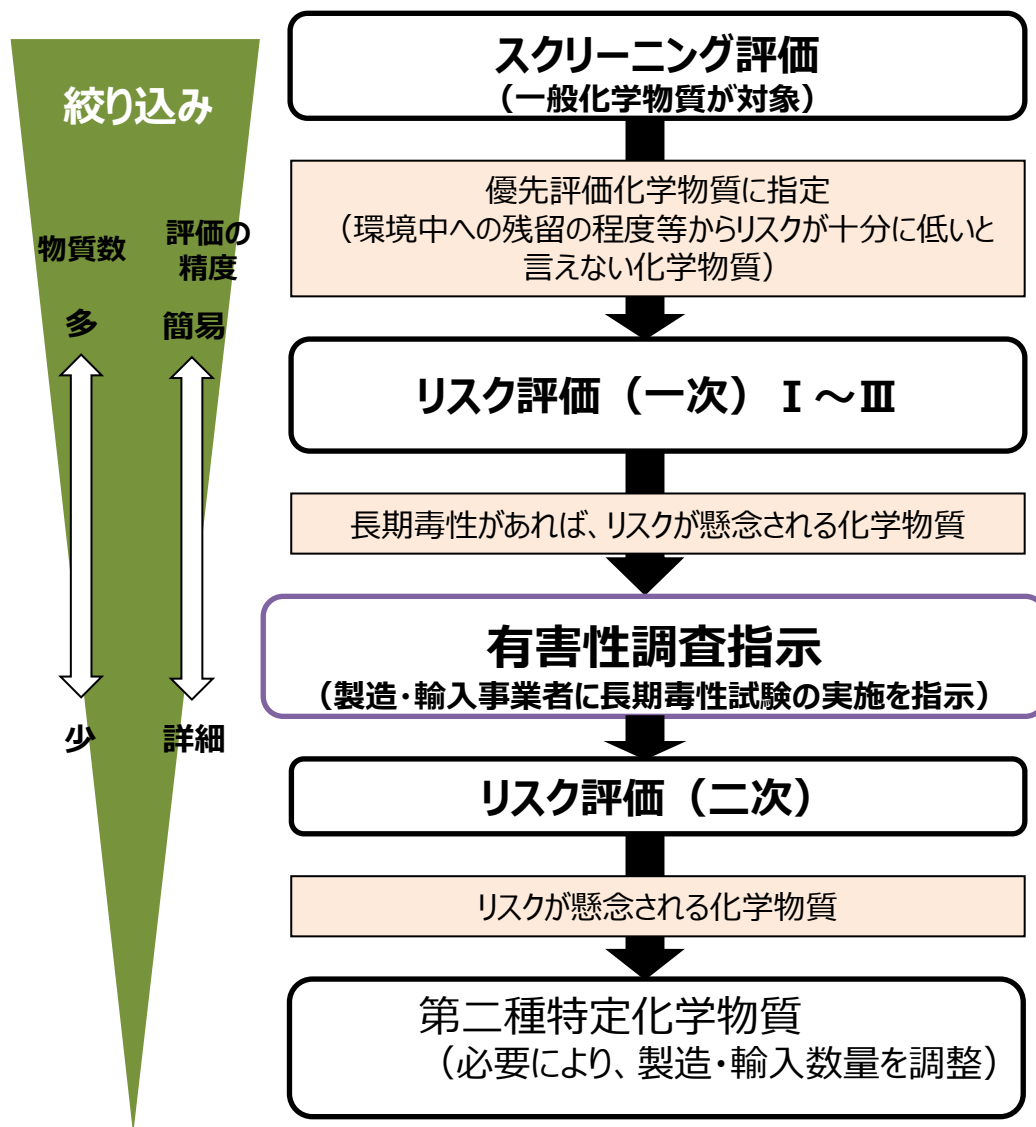 絞り込み
物質数
評価の
精度
多
簡易
少
詳細
スクリーニング評価
（一般化学物質が対象）
優先評価化学物質に指定
（環境中への残留の程度等からリスクが十分に低いと
言えない化学物質）
リスク評価（一次）Ⅰ～Ⅲ
長期毒性があれば、リスクが懸念される化学物質
有害性調査指示
（製造・輸入事業者に長期毒性試験の実施を指示）
リスク評価（二次）
リスクが懸念される化学物質
第二種特定化学物質
（必要により、製造・輸入数量を調整）